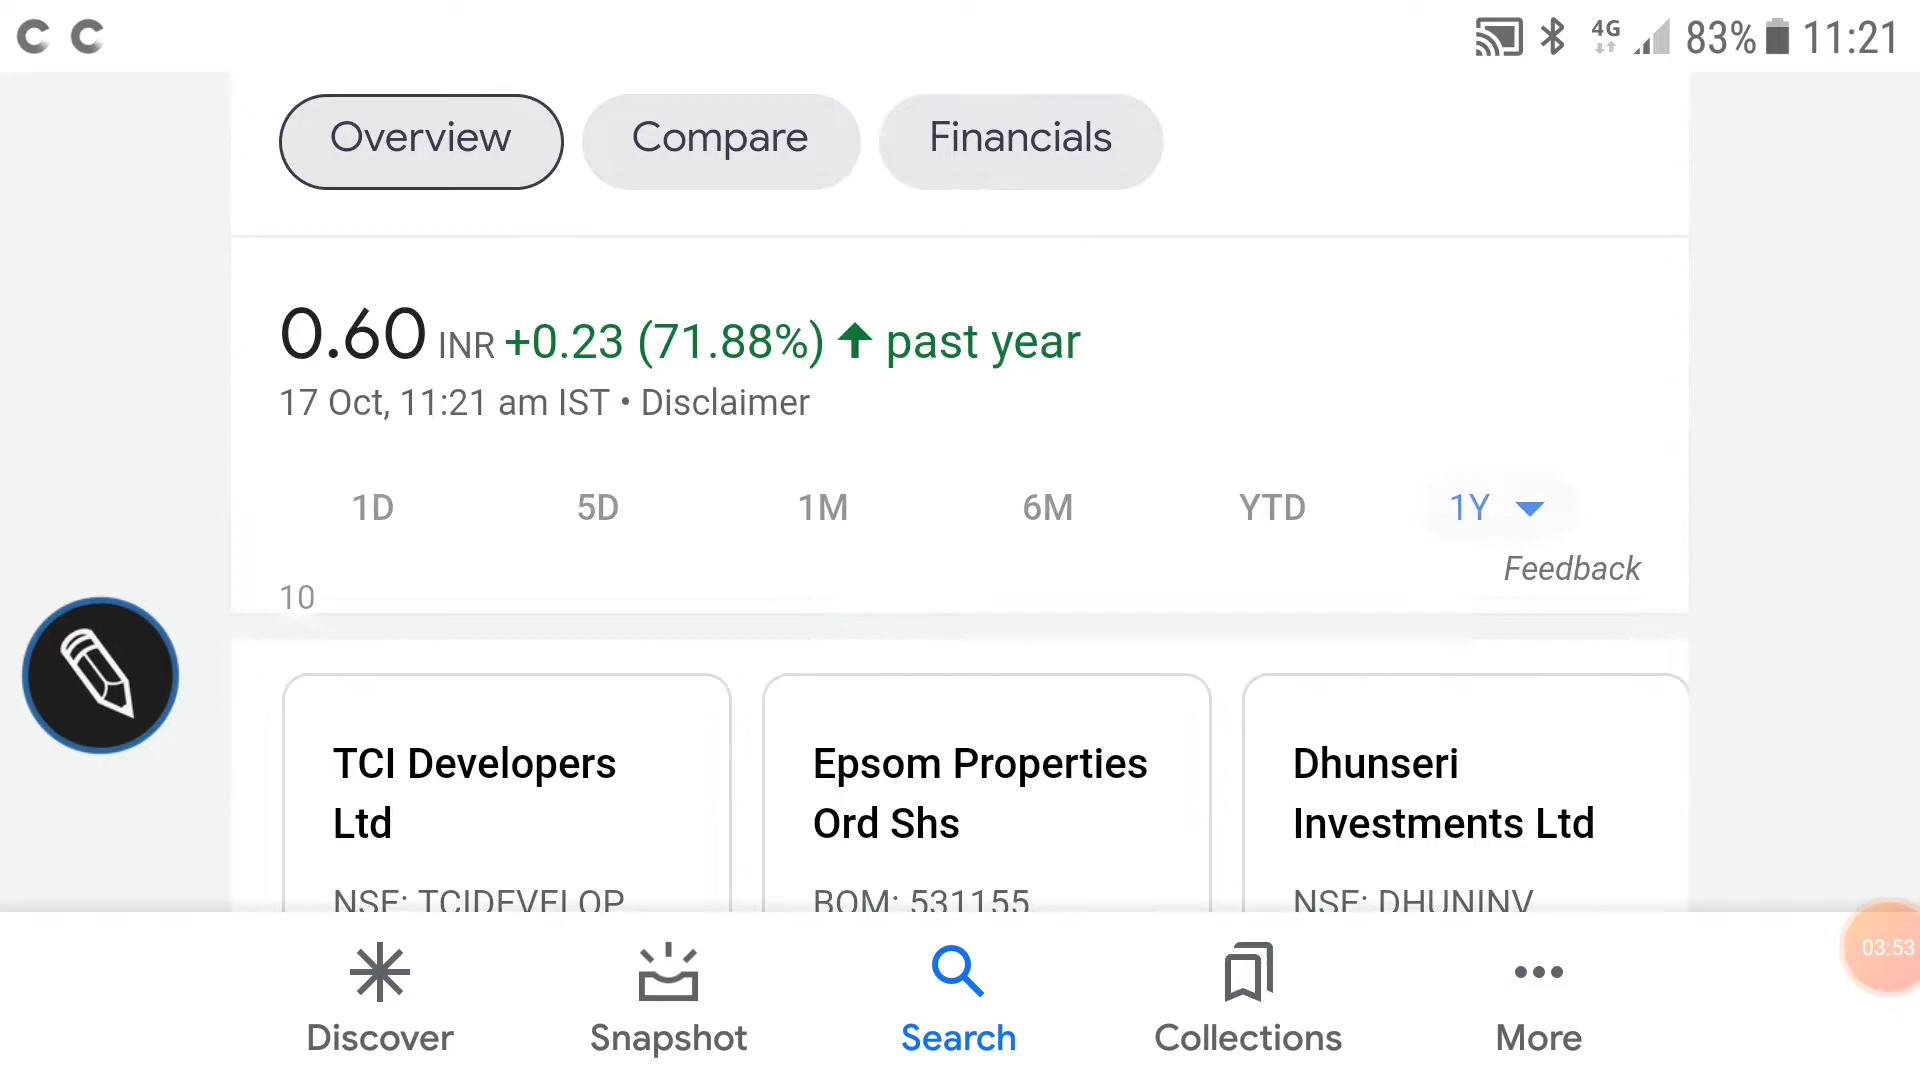 4G 83% 11:21
Overview Compare Financials
0.60 INR +0.23 (71.88%) ↑ past year
17 Oct, 11:21 am IST • Disclaimer
1D 5D 1M 6M YTD 1Y
Feedback
10
TCI Developers Ltd
NSE: TCIDEVELOP
Epsom Properties Ord Shs
BOM: 531155
Dhunseri Investments Ltd
NSE: DHUNINV
03:53
Discover Snapshot Search Collections More